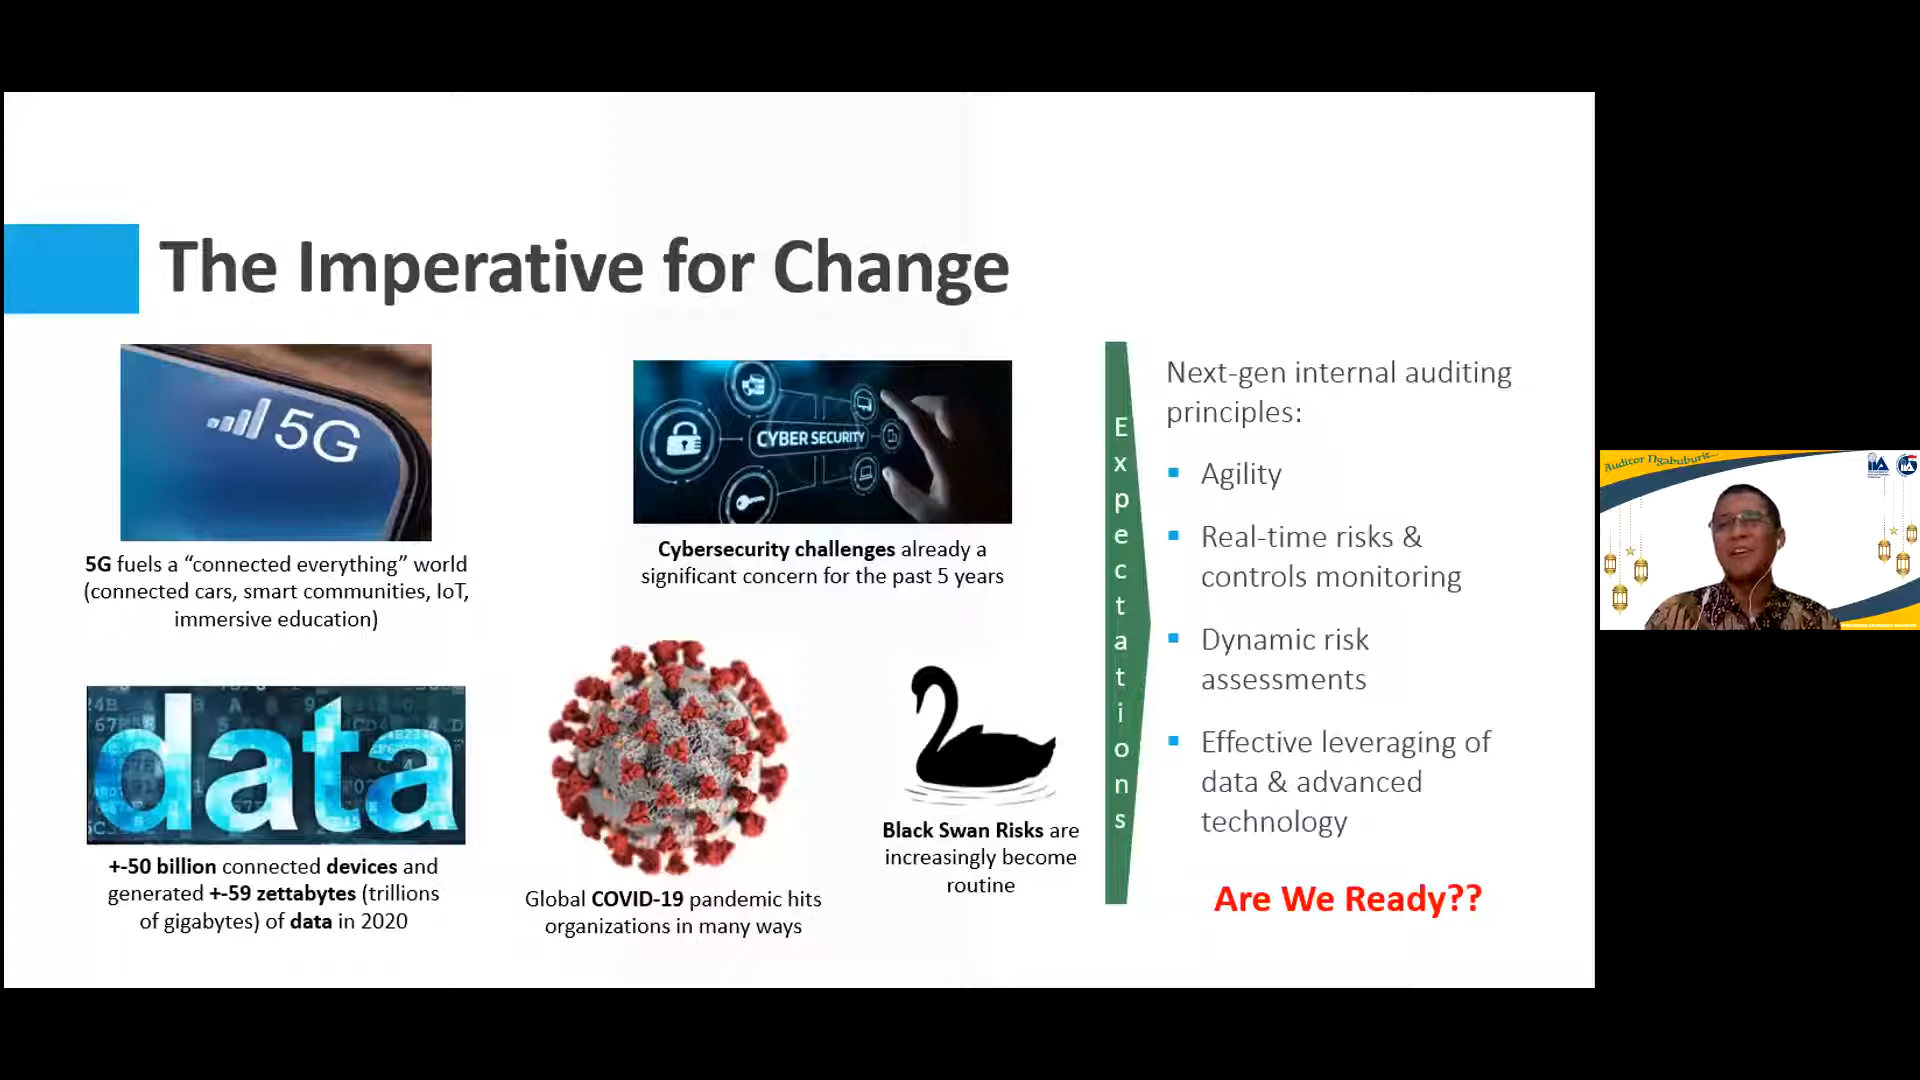 The Imperative for Change
5G
5G fuels a “connected everything” world
(connected cars, smart communities, IoT,
immersive education)
CYBER SECURITY
Cybersecurity challenges already a
significant concern for the past 5 years
data
+-50 billion connected devices and
generated +-59 zettabytes (trillions
of gigabytes) of data in 2020
Global COVID-19 pandemic hits
organizations in many ways
Black Swan Risks are
increasingly become
routine
Expectations
Next-gen internal auditing
principles:
▪ Agility
▪ Real-time risks &
controls monitoring
▪ Dynamic risk
assessments
▪ Effective leveraging of
data & advanced
technology
Are We Ready??
Auditor Ngabuburit...
IIA
IIA